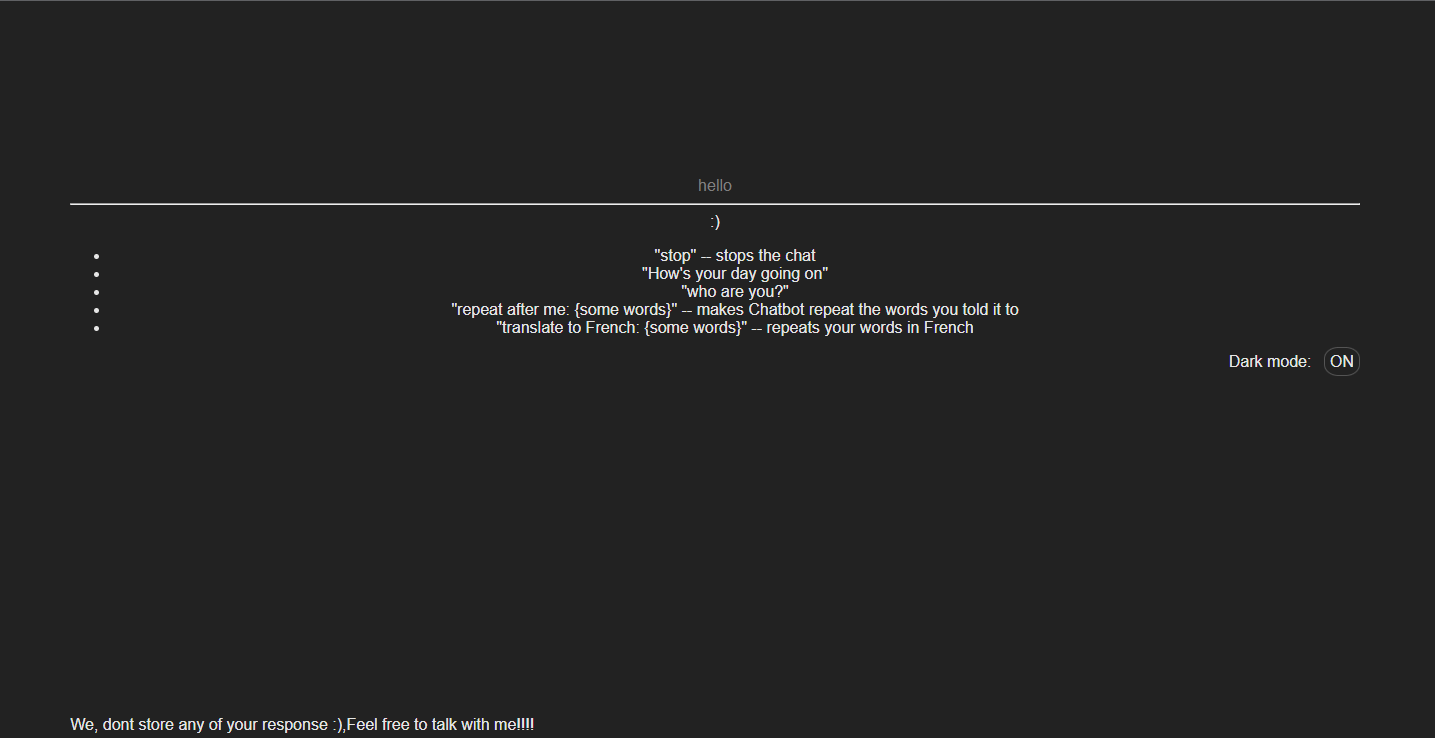 hello
:)
"stop" -- stops the chat
"How's your day going on"
"who are you?"
"repeat after me: {some words}" -- makes Chatbot repeat the words you told it to
"translate to French: {some words}" -- repeats your words in French
Dark mode: ON
We, dont store any of your response :),Feel free to talk with me!!!!